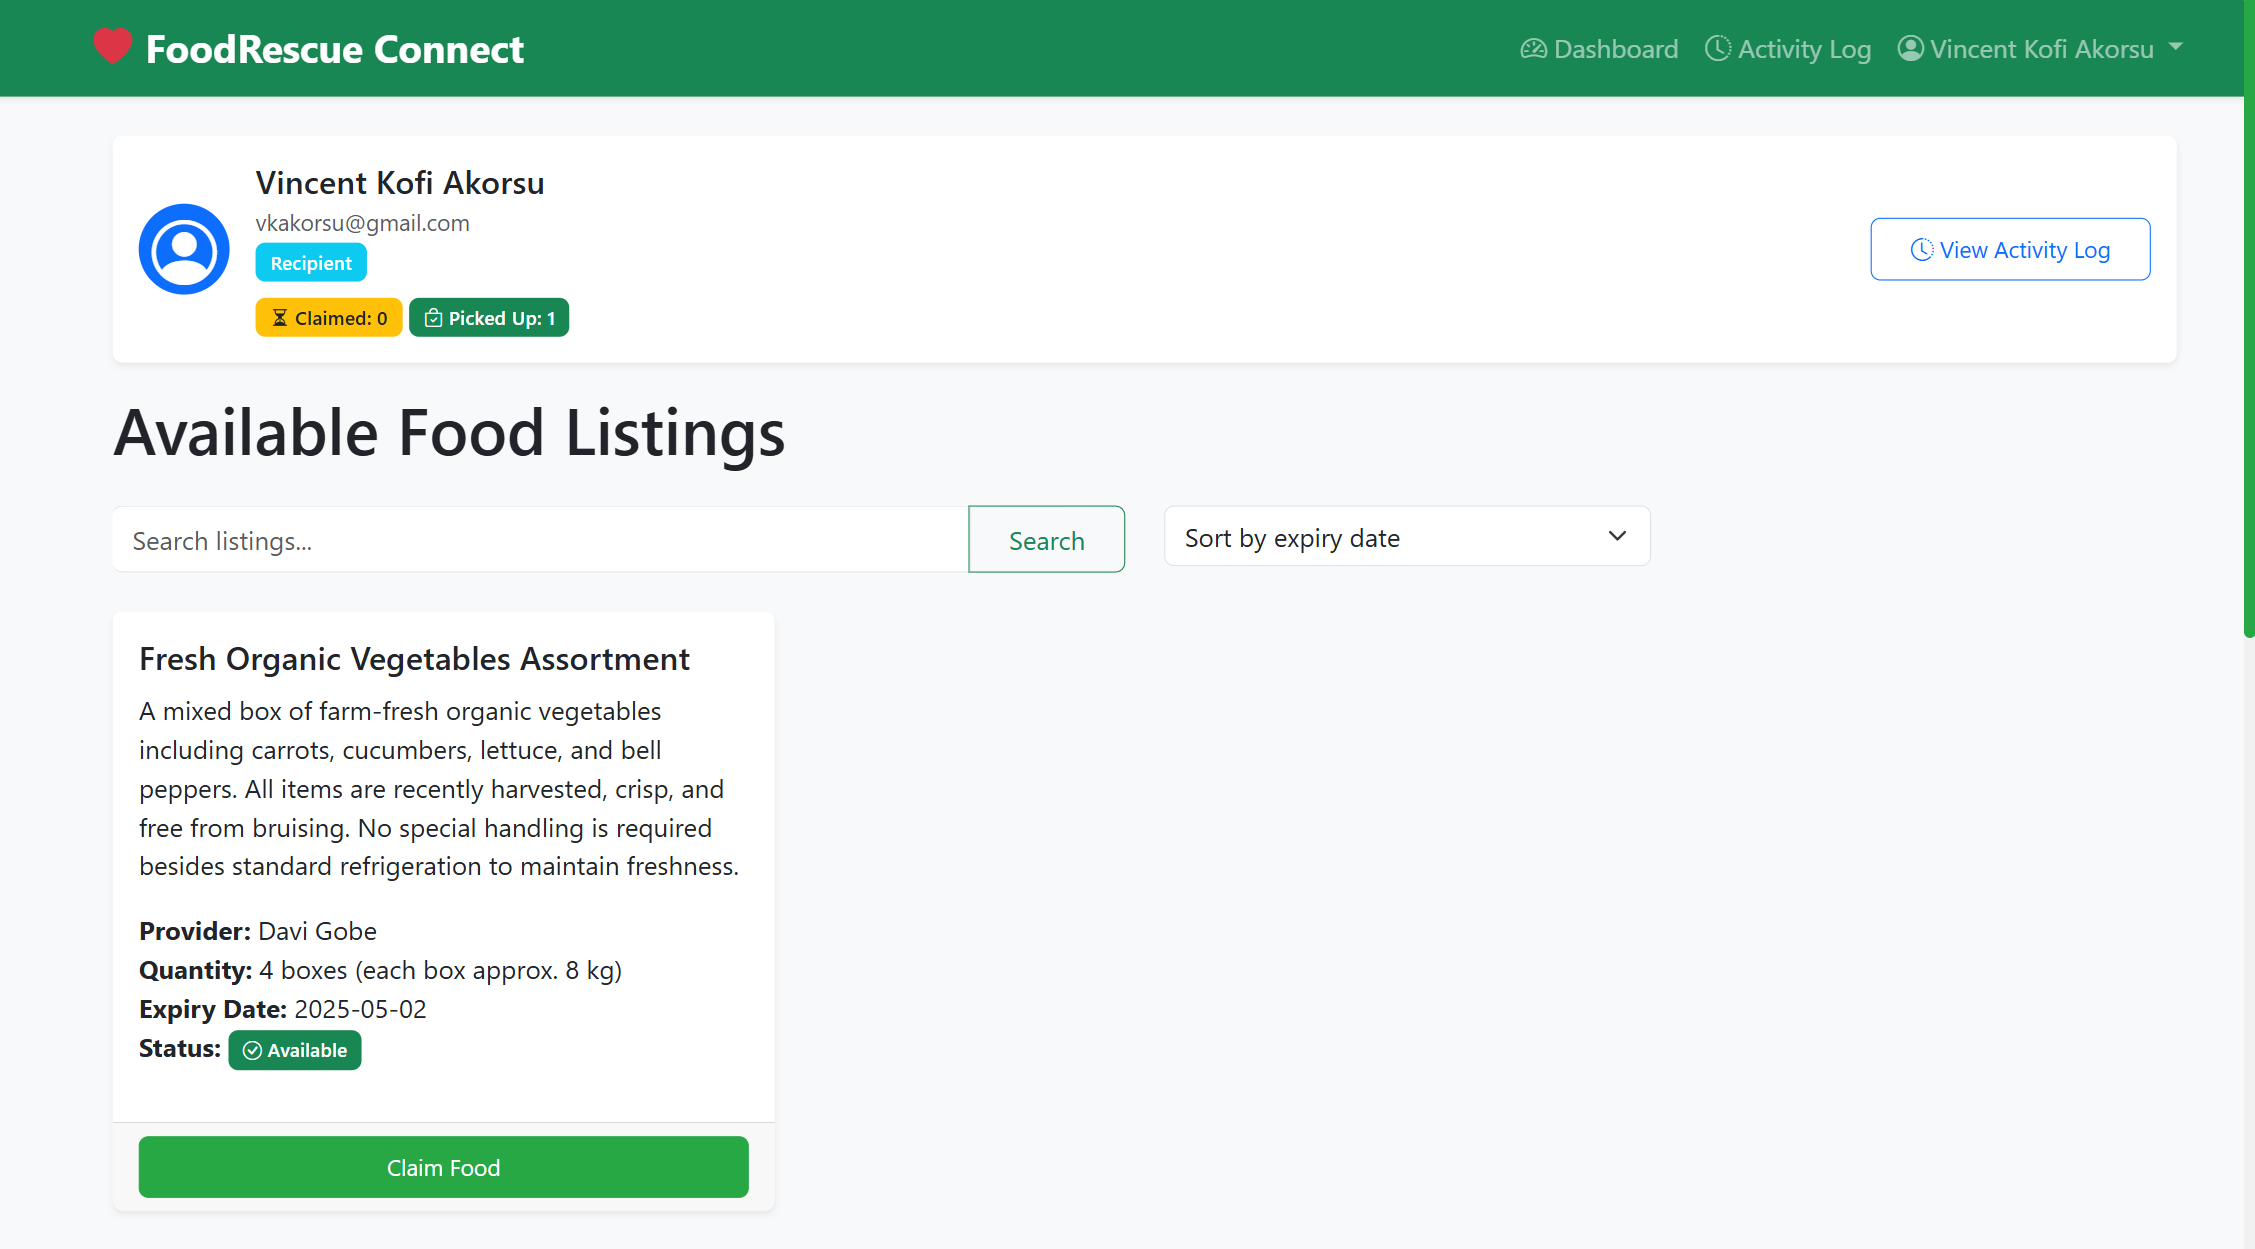 FoodRescue Connect
Dashboard Activity Log Vincent Kofi Akorsu
Vincent Kofi Akorsu
vkakorsu@gmail.com
Recipient
Claimed: 0 Picked Up: 1
View Activity Log
Available Food Listings
Search listings... Search Sort by expiry date
Fresh Organic Vegetables Assortment
A mixed box of farm-fresh organic vegetables
including carrots, cucumbers, lettuce, and bell
peppers. All items are recently harvested, crisp, and
free from bruising. No special handling is required
besides standard refrigeration to maintain freshness.
Provider: Davi Gobe
Quantity: 4 boxes (each box approx. 8 kg)
Expiry Date: 2025-05-02
Status: Available
Claim Food